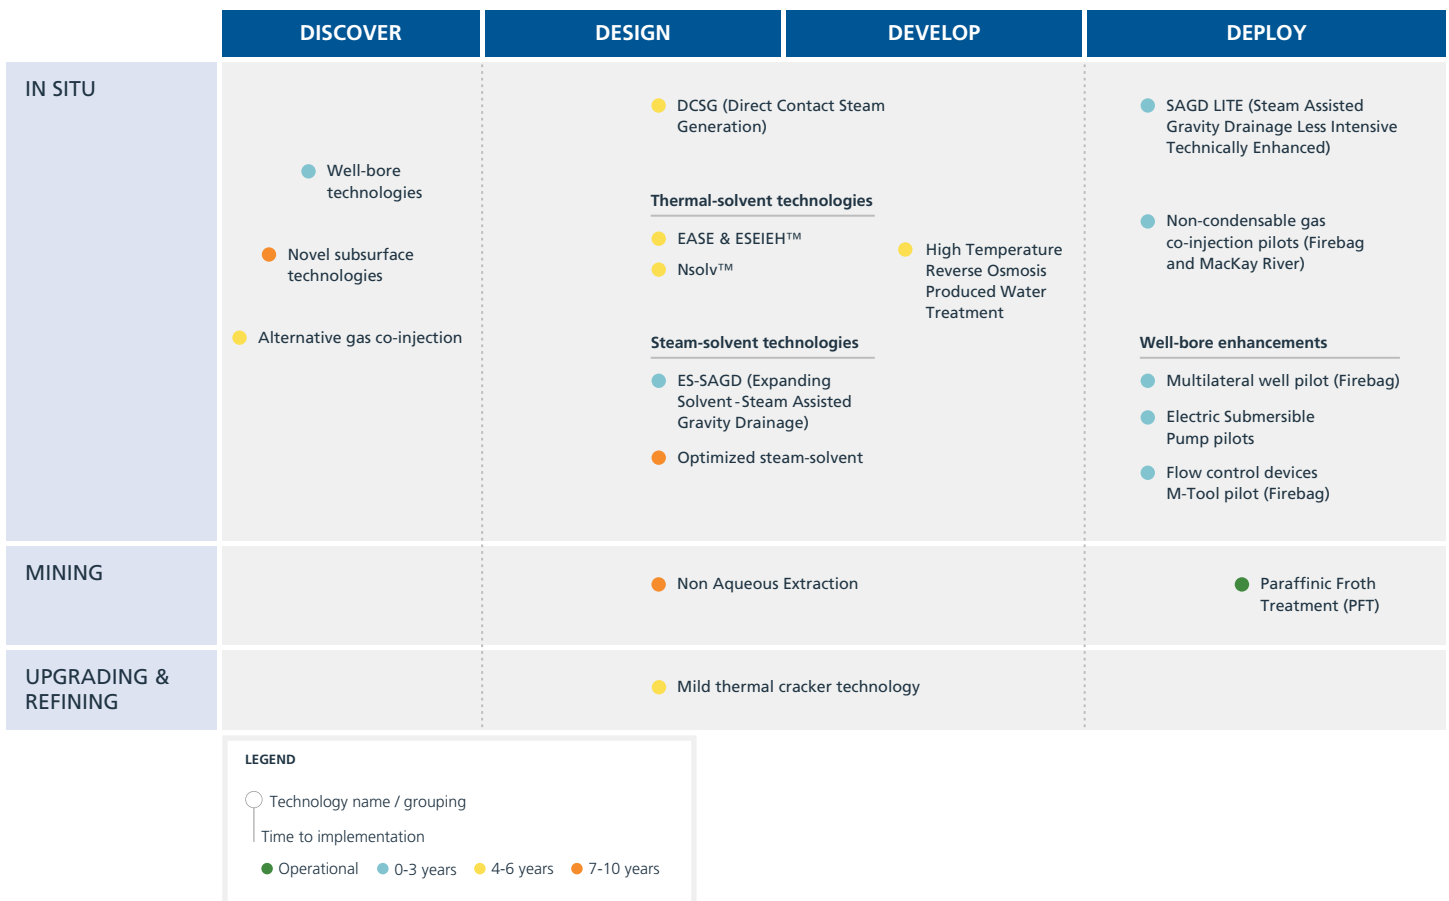 DISCOVER
DESIGN
DEVELOP
DEPLOY
IN SITU
Well-bore
technologies
Novel subsurface
technologies
Alternative gas co-injection
DCSG (Direct Contact Steam
Generation)
Thermal-solvent technologies
EASE & ESEIEH™
Nsolv™
Steam-solvent technologies
ES-SAGD (Expanding
Solvent-Steam Assisted
Gravity Drainage)
Optimized steam-solvent
High Temperature
Reverse Osmosis
Produced Water
Treatment
SAGD LITE (Steam Assisted
Gravity Drainage Less Intensive
Technically Enhanced)
Non-condensable gas
co-injection pilots (Firebag
and MacKay River)
Well-bore enhancements
Multilateral well pilot (Firebag)
Electric Submersible
Pump pilots
Flow control devices
M-Tool pilot (Firebag)
MINING
Non Aqueous Extraction
Paraffinic Froth
Treatment (PFT)
UPGRADING &
REFINING
Mild thermal cracker technology
LEGEND
Technology name / grouping
Time to implementation
Operational
0-3 years
4-6 years
7-10 years